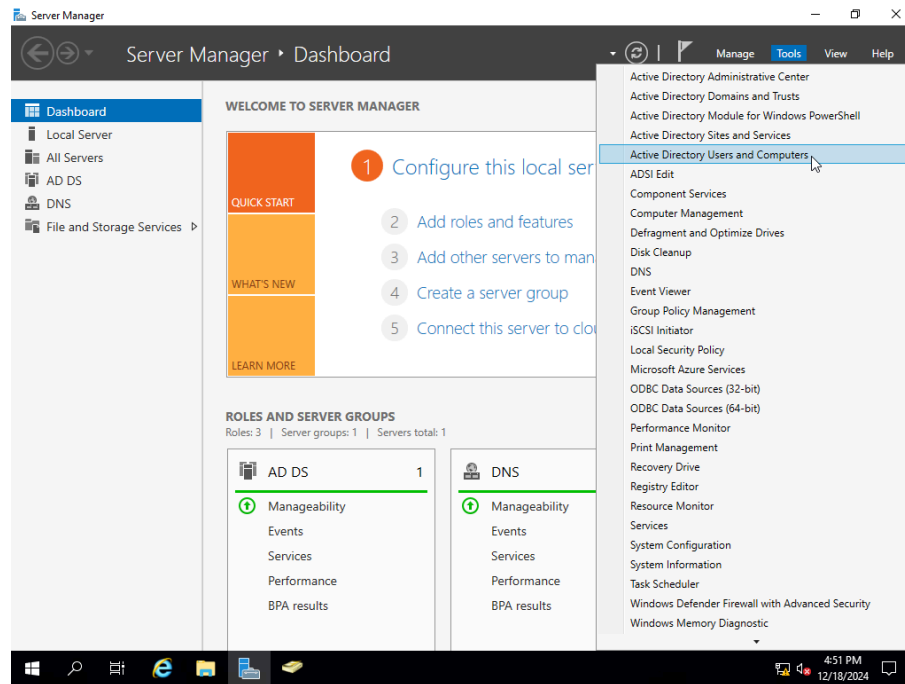 Server Manager
Server Manager • Dashboard
Manage Tools View Help
Dashboard
Local Server
All Servers
AD DS
DNS
File and Storage Services
WELCOME TO SERVER MANAGER
QUICK START
WHAT'S NEW
LEARN MORE
1 Configure this local ser
2 Add roles and features
3 Add other servers to man
4 Create a server group
5 Connect this server to clou
ROLES AND SERVER GROUPS
Roles: 3 | Server groups: 1 | Servers total: 1
AD DS 1
Manageability
Events
Services
Performance
BPA results
DNS
Manageability
Events
Services
Performance
BPA results
Active Directory Administrative Center
Active Directory Domains and Trusts
Active Directory Module for Windows PowerShell
Active Directory Sites and Services
Active Directory Users and Computers
ADSI Edit
Component Services
Computer Management
Defragment and Optimize Drives
Disk Cleanup
DNS
Event Viewer
Group Policy Management
iSCSI Initiator
Local Security Policy
Microsoft Azure Services
ODBC Data Sources (32-bit)
ODBC Data Sources (64-bit)
Performance Monitor
Print Management
Recovery Drive
Registry Editor
Resource Monitor
Services
System Configuration
System Information
Task Scheduler
Windows Defender Firewall with Advanced Security
Windows Memory Diagnostic
4:51 PM
12/18/2024